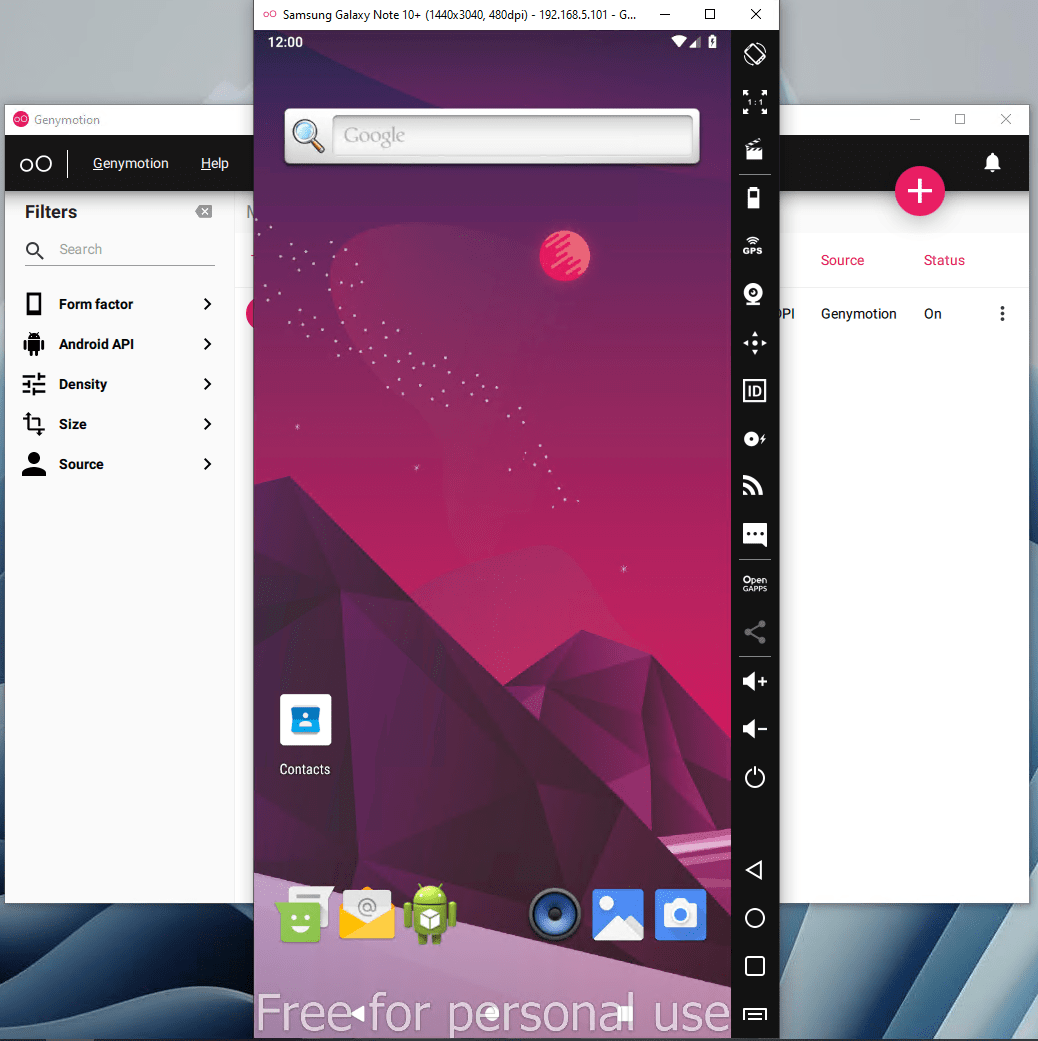 Samsung Galaxy Note 10+ (1440x3040, 480dpi) - 192.168.5.101 - G...
12:00
Google
Genymotion
Genymotion Help
Filters
Search
Form factor
Android API
Density
Size
Source
Source Status
Genymotion On
1:1
GPS
ID
Open
GAPPS
Contacts
@
Free for personal use